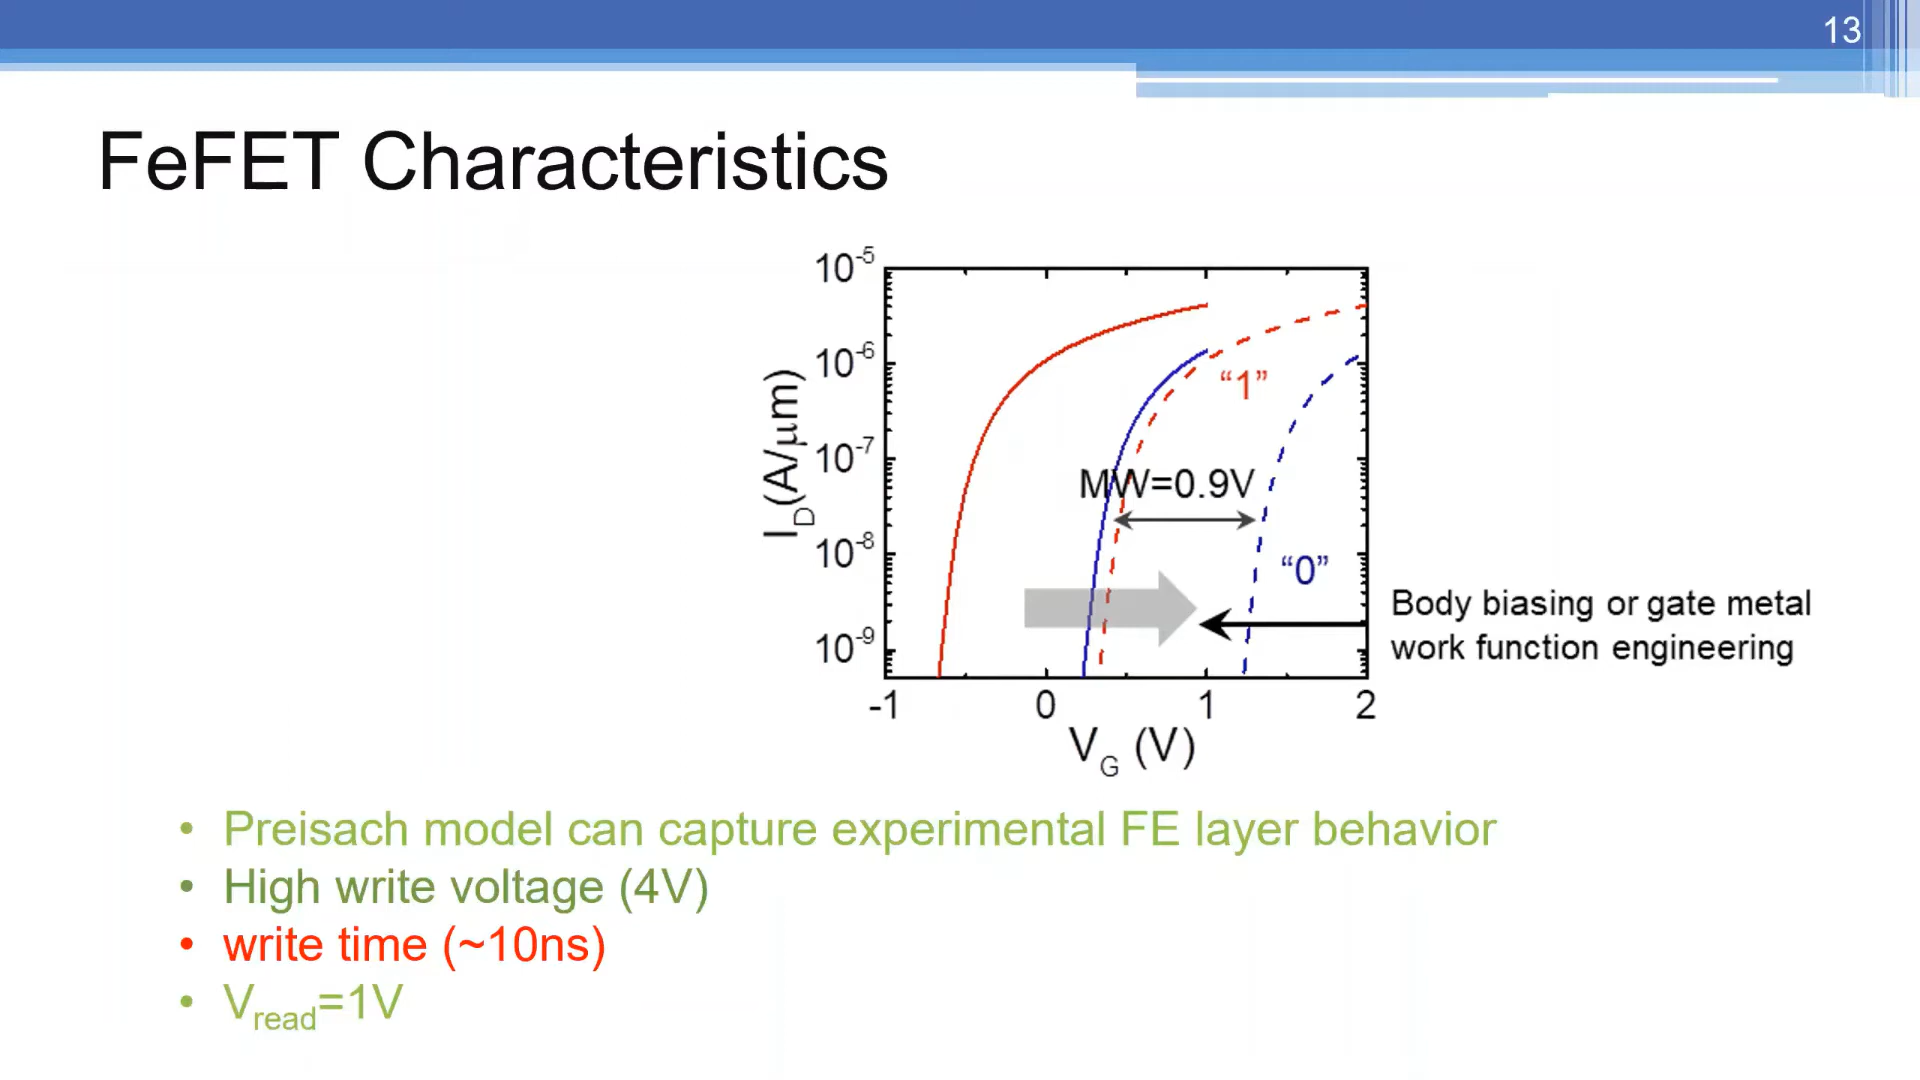 13
FeFET Characteristics
10⁻⁵
10⁻⁶
10⁻⁷
10⁻⁸
10⁻⁹
I_D(A/μm)
“1”
MW=0.9V
“0”
Body biasing or gate metal
work function engineering
-1 0 1 2
V_G (V)
• Preisach model can capture experimental FE layer behavior
• High write voltage (4V)
• write time (~10ns)
• V_read=1V